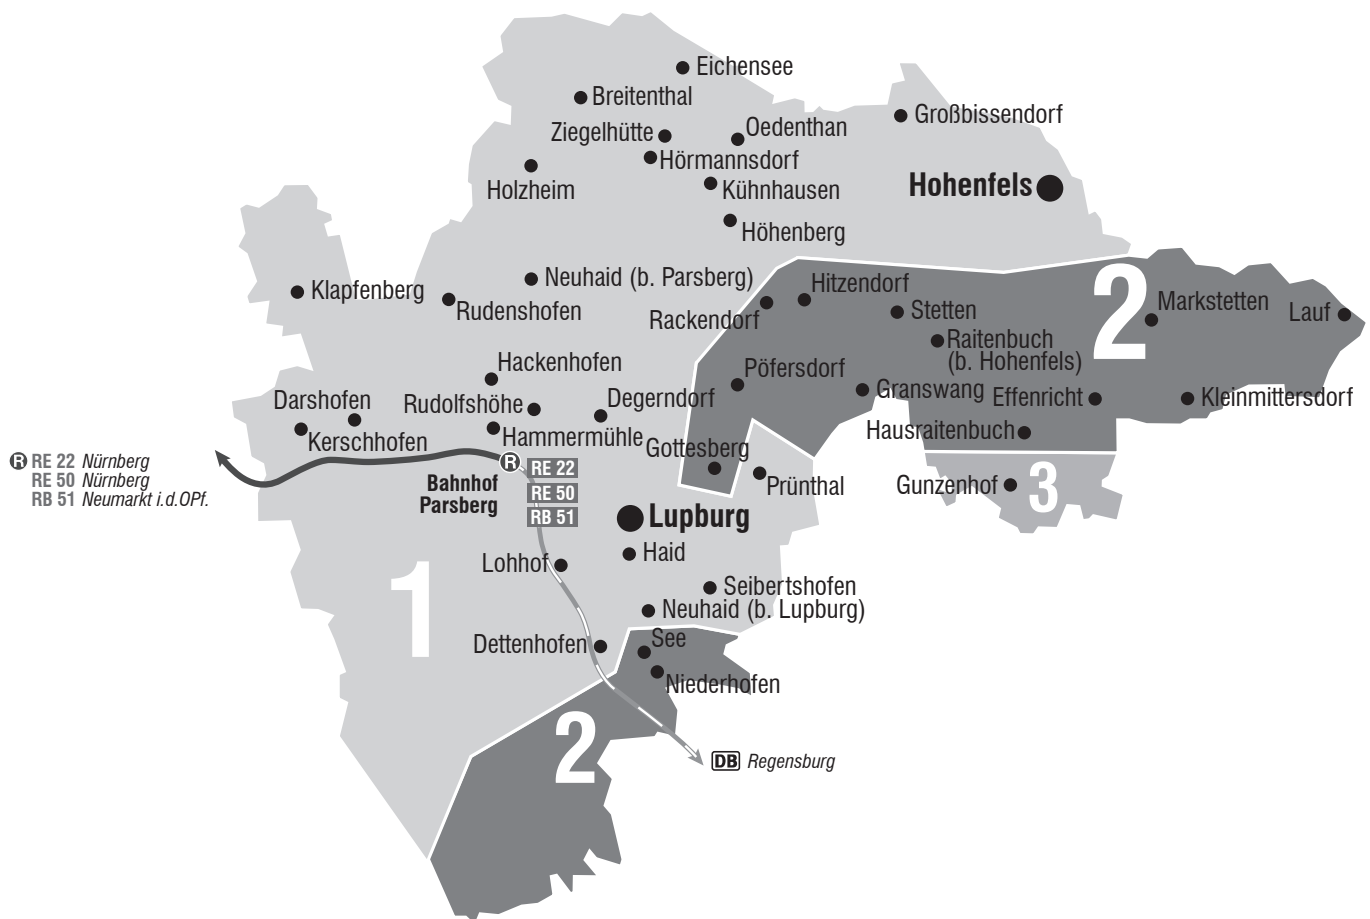 Eichensee
Breitenthal
Großbissendorf
Ziegelhütte
Oedenthan
Hörmannsdorf
Holzheim
Kühnhausen
Hohenfels
Höhenberg
Neuhaid (b. Parsberg)
Hitzendorf
2
Klapfenberg
Rudenshofen
Rackendorf
Stetten
Markstetten
Lauf
Raitenbuch
(b. Hohenfels)
Hackenhofen
Pöfersdorf
Darshofen
Rudolfshöhe
Degerndorf
Granswang
Effenricht
Kleinmittersdorf
Kerschhofen
Hammermühle
Gottesberg
Hausraitenbuch
R RE 22 Nürnberg
RE 50 Nürnberg
RB 51 Neumarkt i.d.OPf.
R
Bahnhof
Parsberg
RE 22
RE 50
RB 51
Prünthal
Gunzenhof
3
Lupburg
Haid
Lohhof
1
Seibertshofen
Neuhaid (b. Lupburg)
Dettenhofen
See
Niederhofen
2
DB Regensburg